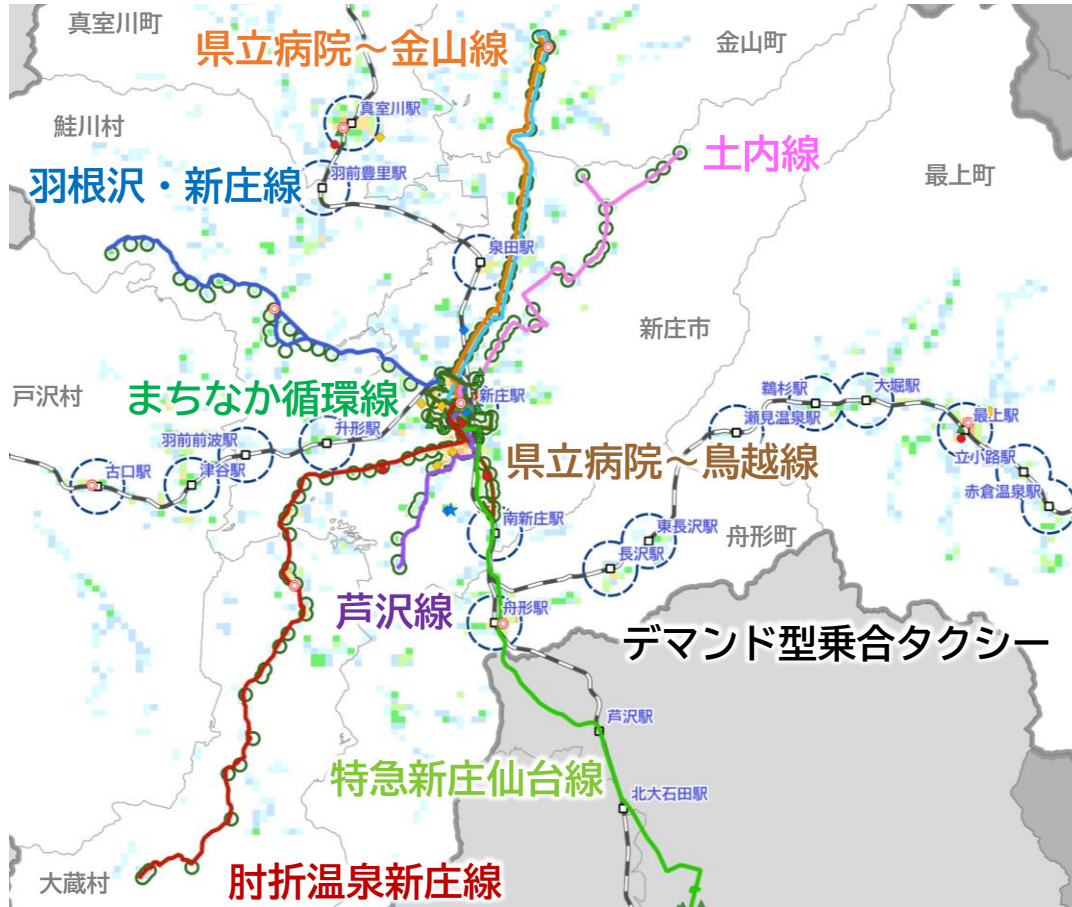 真室川町
県立病院～金山線
金山町
真室川駅
鮭川村
土内線
羽根沢・新庄線
羽前豊里駅
最上町
泉田駅
新庄市
戸沢村
まちなか循環線
新庄駅
鵜杉駅
大堀駅
瀬見温泉駅
最上駅
升形駅
羽前前波駅
津谷駅
古口駅
県立病院～鳥越線
立小路駅
赤倉温泉駅
南新庄駅
東長沢駅
舟形町
長沢駅
芦沢線
舟形駅
デマンド型乗合タクシー
芦沢駅
特急新庄仙台線
北大石田駅
大蔵村
肘折温泉新庄線